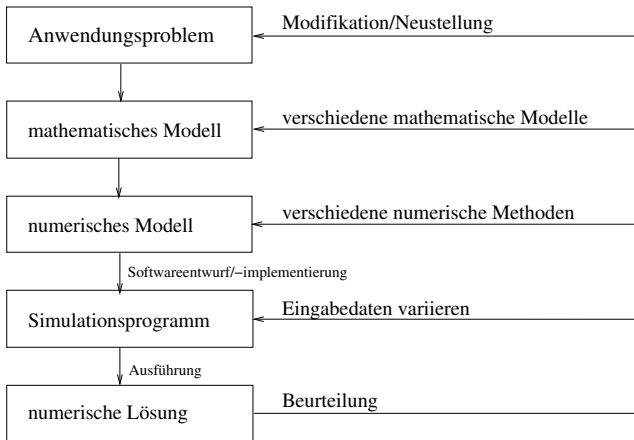 Anwendungsproblem
Modifikation/Neustellung
mathematisches Modell
verschiedene mathematische Modelle
numerisches Modell
verschiedene numerische Methoden
Softwareentwurf/−implementierung
Simulationsprogramm
Eingabedaten variieren
Ausführung
numerische Lösung
Beurteilung